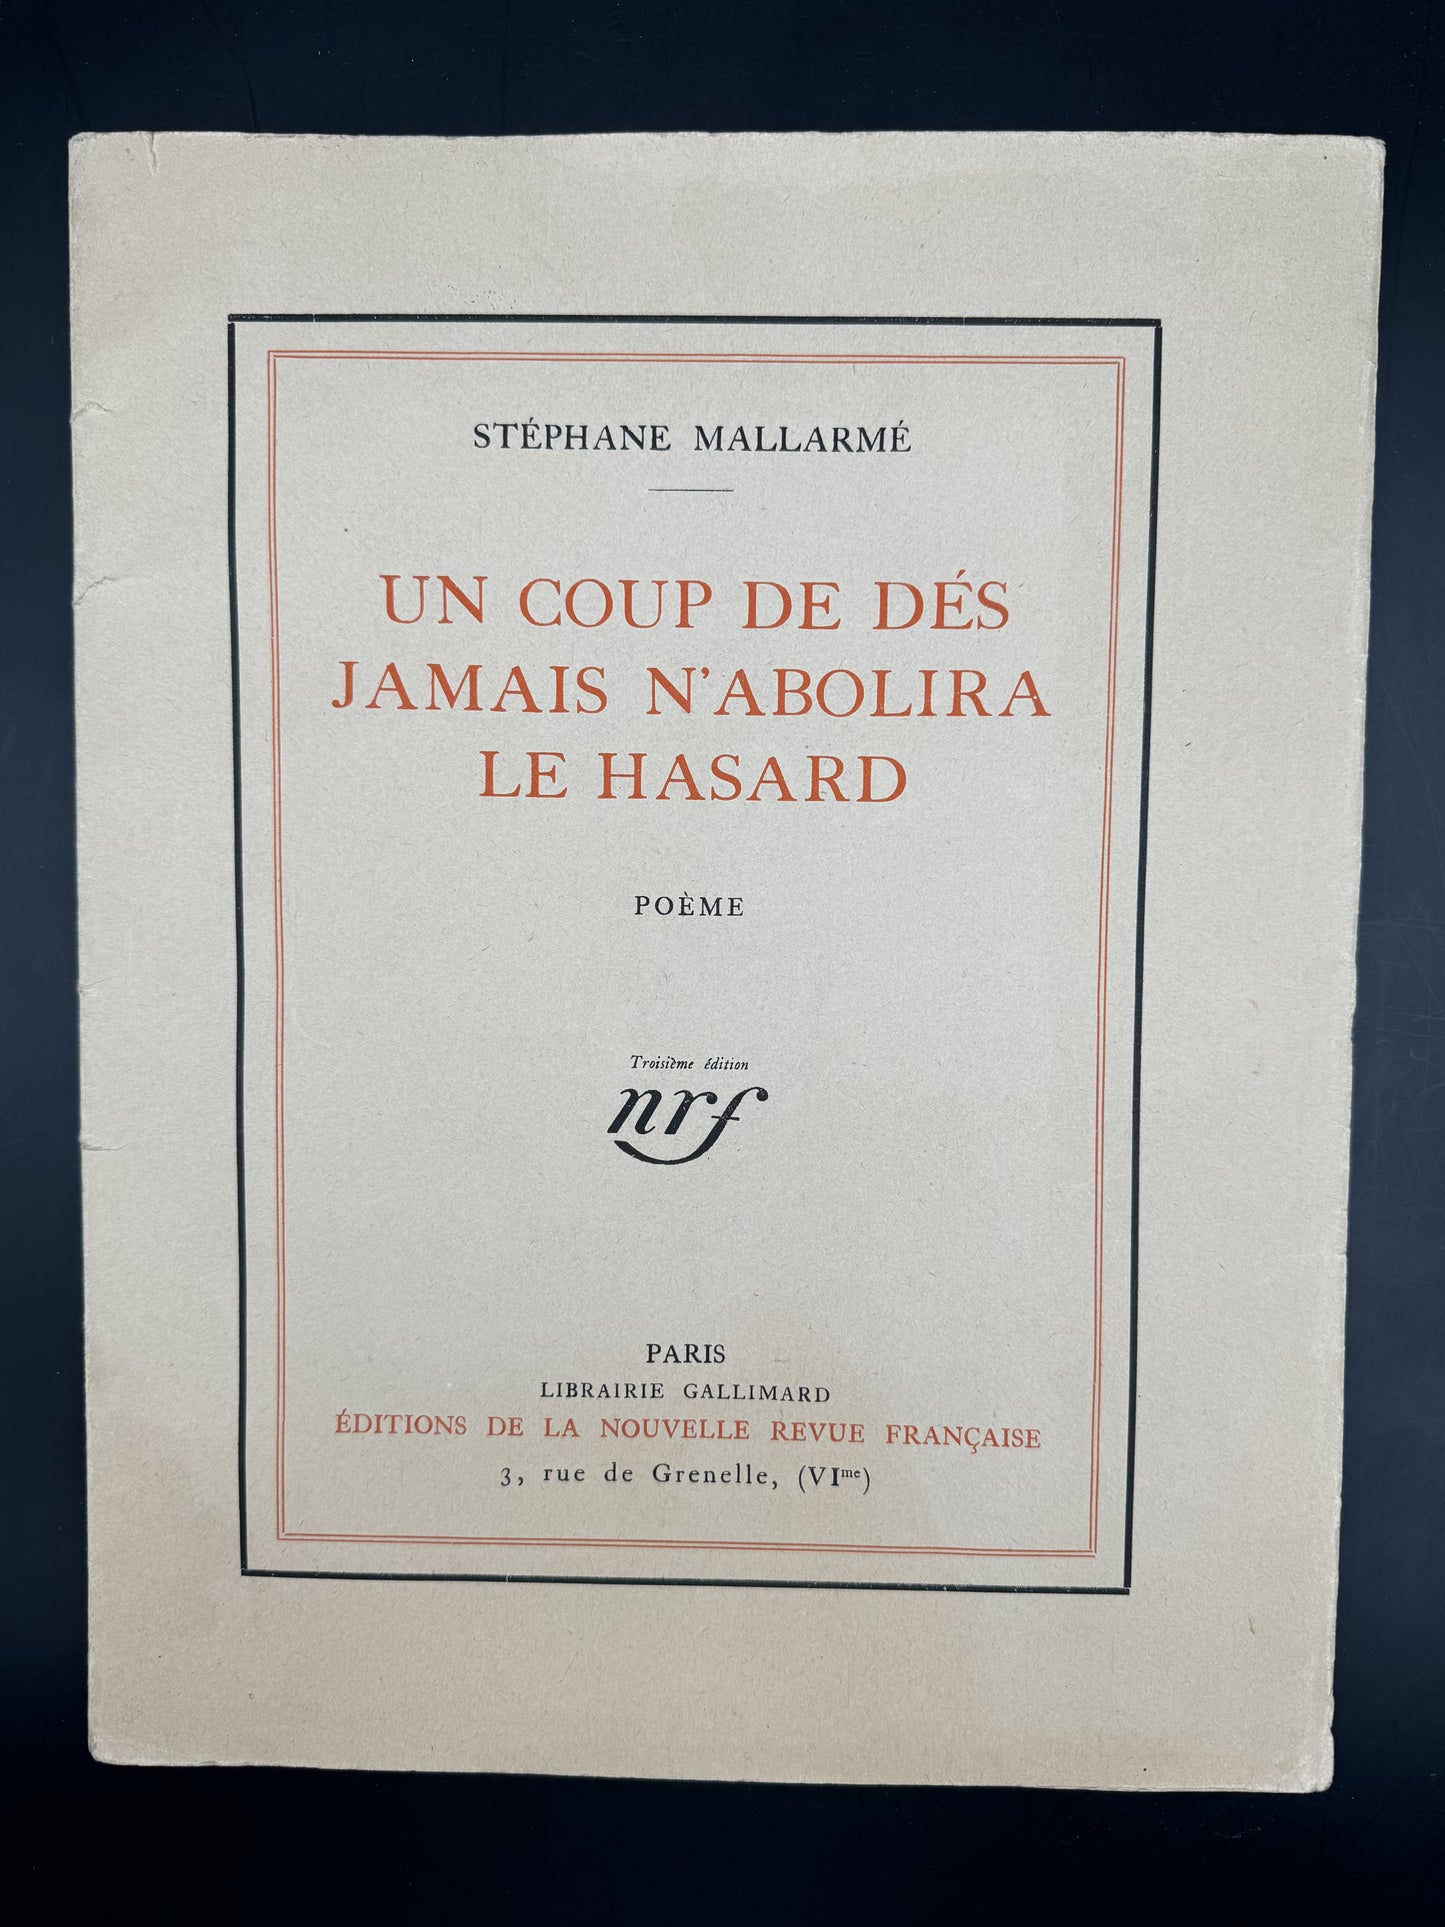 STÉPHANE MALLARMÉ
UN COUP DE DÉS
JAMAIS N'ABOLIRA
LE HASARD
POÈME
Troisième édition
nrf
PARIS
LIBRAIRIE GALLIMARD
ÉDITIONS DE LA NOUVELLE REVUE FRANÇAISE
3, rue de Grenelle, (VIme)